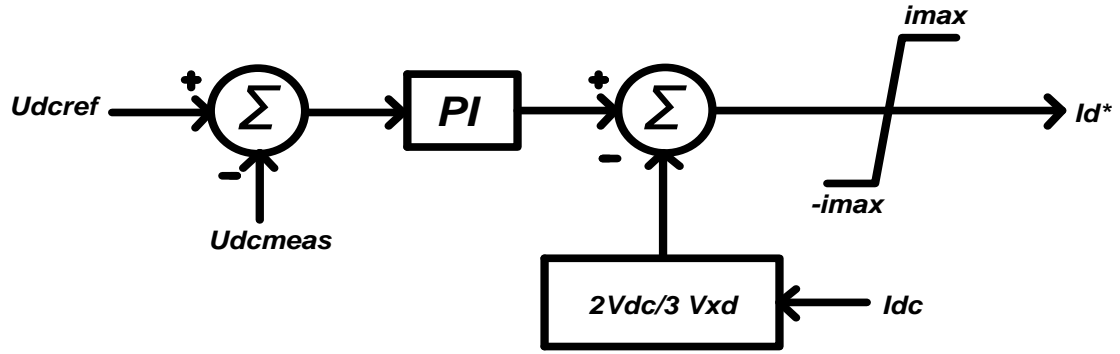 imax
+
+
Udcref
Σ
PI
Σ
Id*
-
-
-imax
Udcmeas
2Vdc/3 Vxd
Idc